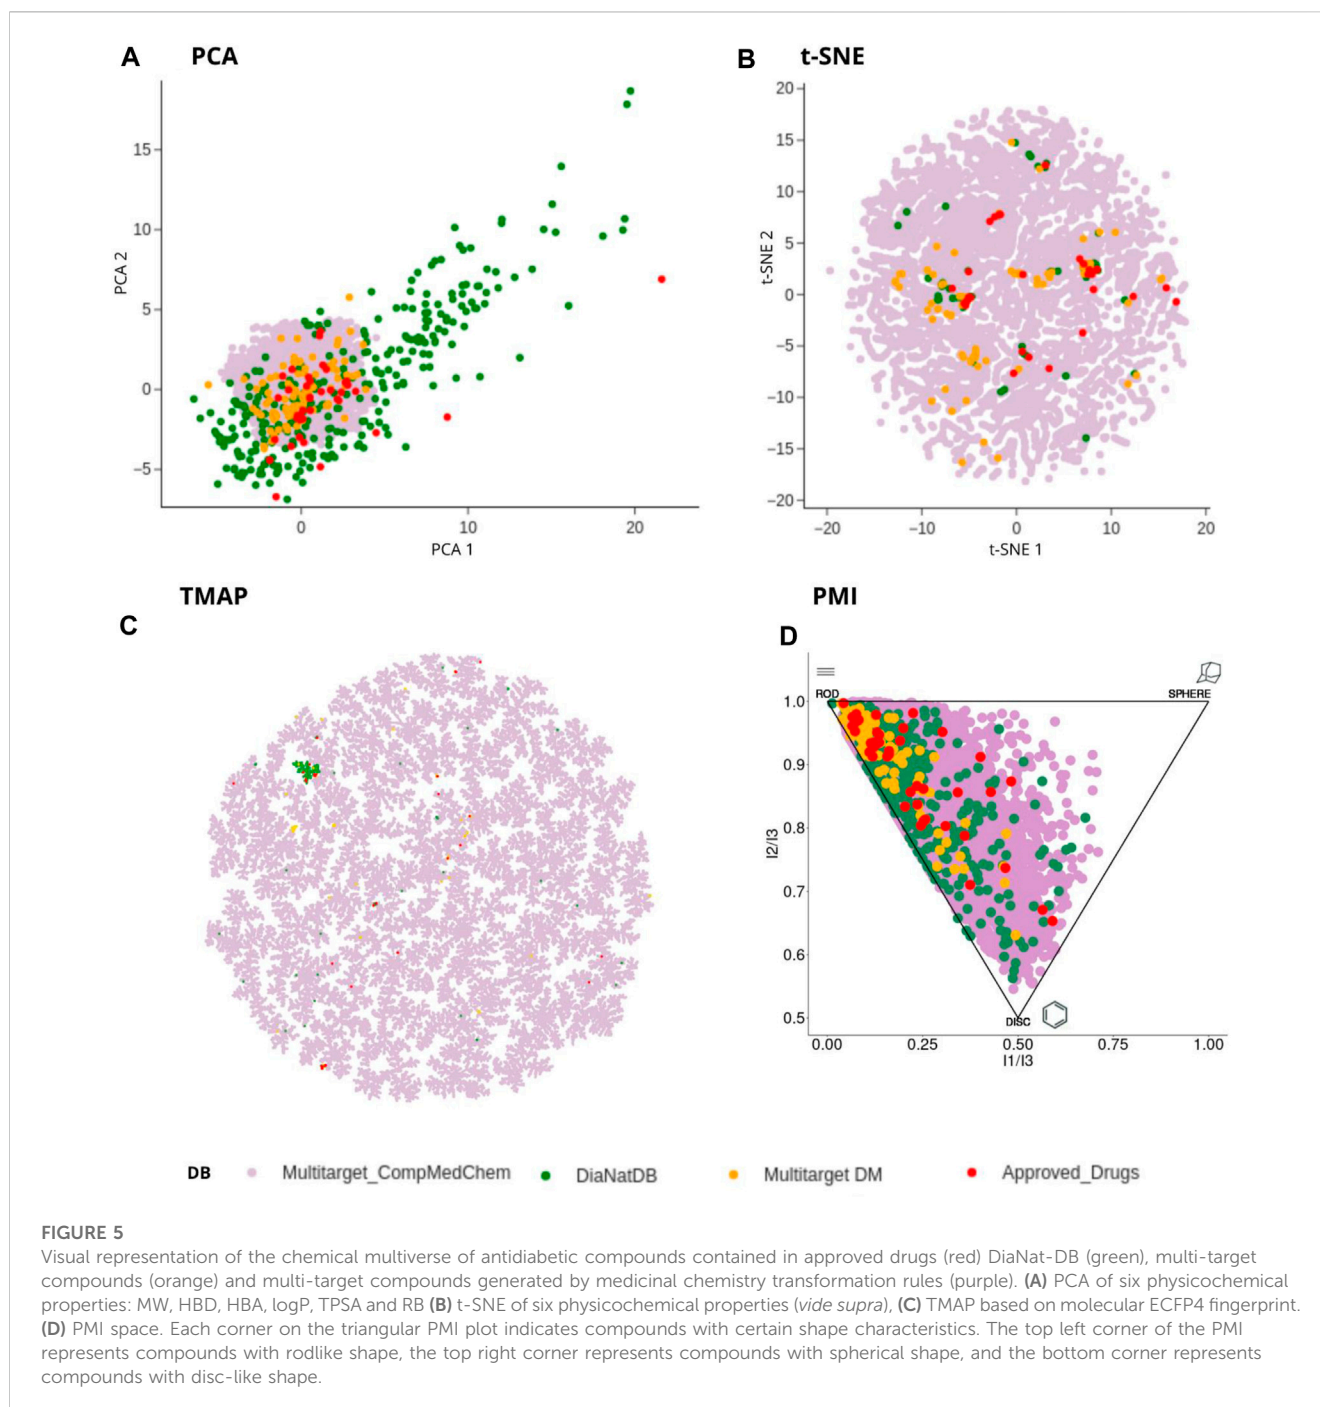 A PCA
PCA 2
15
10
5
0
−5
0 10 20
PCA 1
B t-SNE
t-SNE 2
20
15
10
5
0
−5
−10
−15
−20
−20 −10 0 10 20
t-SNE 1
TMAP
C
PMI
D
ROD SPHERE
I2/I3
1.0
0.9
0.8
0.7
0.6
0.5
DISC
0.00 0.25 0.50 0.75 1.00
I1/I3
DB Multitarget_CompMedChem DiaNatDB Multitarget DM Approved_Drugs
FIGURE 5
Visual representation of the chemical multiverse of antidiabetic compounds contained in approved drugs (red) DiaNat-DB (green), multi-target
compounds (orange) and multi-target compounds generated by medicinal chemistry transformation rules (purple). (A) PCA of six physicochemical
properties: MW, HBD, HBA, logP, TPSA and RB (B) t-SNE of six physicochemical properties (vide supra), (C) TMAP based on molecular ECFP4 fingerprint.
(D) PMI space. Each corner on the triangular PMI plot indicates compounds with certain shape characteristics. The top left corner of the PMI
represents compounds with rodlike shape, the top right corner represents compounds with spherical shape, and the bottom corner represents
compounds with disc-like shape.